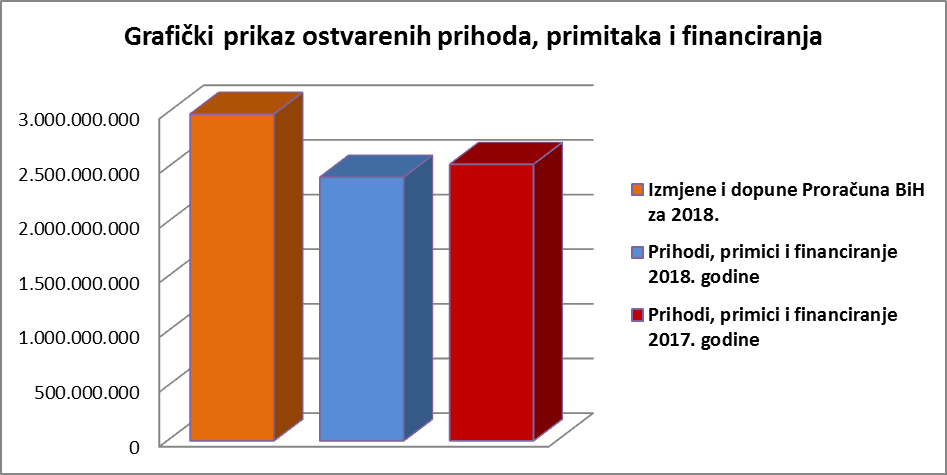 Grafički prikaz ostvarenih prihoda, primitaka i financiranja
3.000.000.000
2.500.000.000
2.000.000.000
1.500.000.000
1.000.000.000
500.000.000
0
Izmjene i dopune Proračuna BiH
za 2018.
Prihodi, primici i financiranje
2018. godine
Prihodi, primici i financiranje
2017. godine